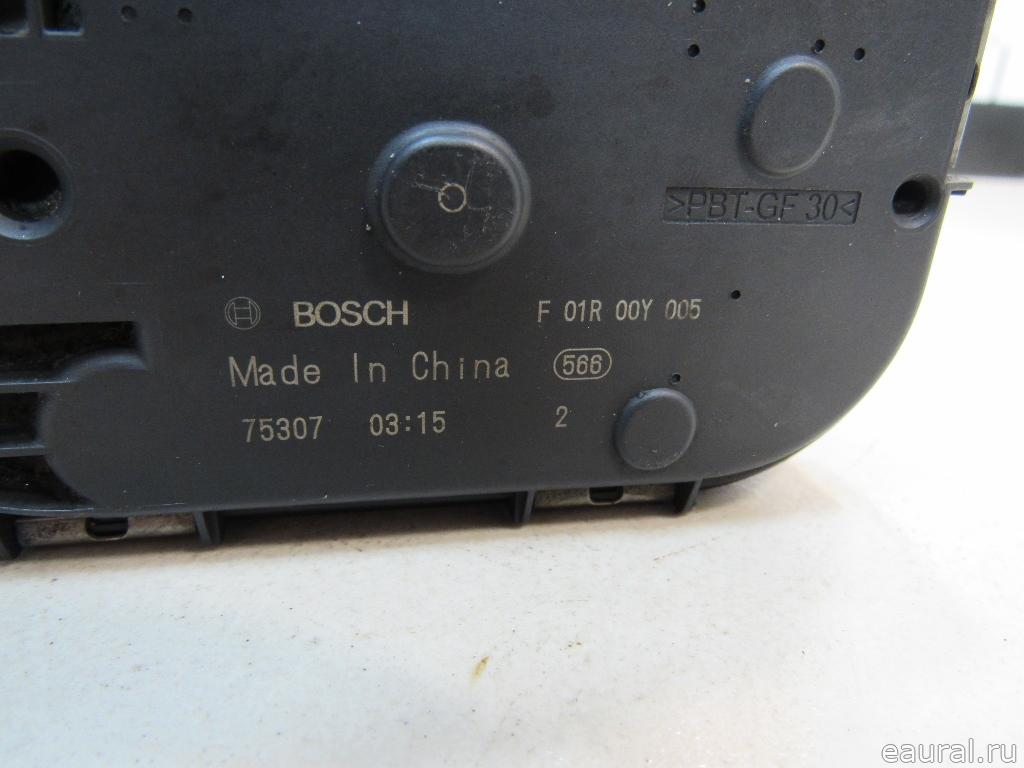 >PBT-GF 30<
BOSCH F 01R 00Y 005
Made In China 566
75307 03:15 2
eaural.ru